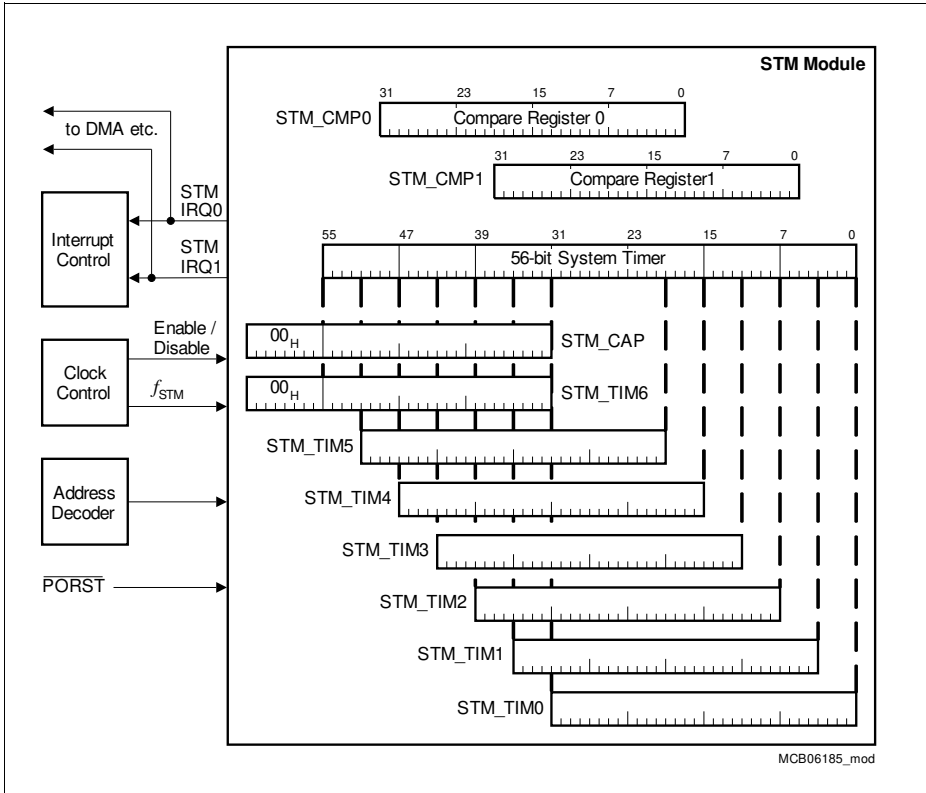 STM Module
31 23 15 7 0
STM_CMP0 Compare Register 0
31 23 15 7 0
STM_CMP1 Compare Register1
to DMA etc.
STM
IRQ0
STM
IRQ1
Interrupt
Control
55 47 39 31 23 15 7 0
56-bit System Timer
Enable /
Disable
Clock
Control
fSTM
00H STM_CAP
00H STM_TIM6
STM_TIM5
Address
Decoder
STM_TIM4
STM_TIM3
PORST
STM_TIM2
STM_TIM1
STM_TIM0
MCB06185_mod